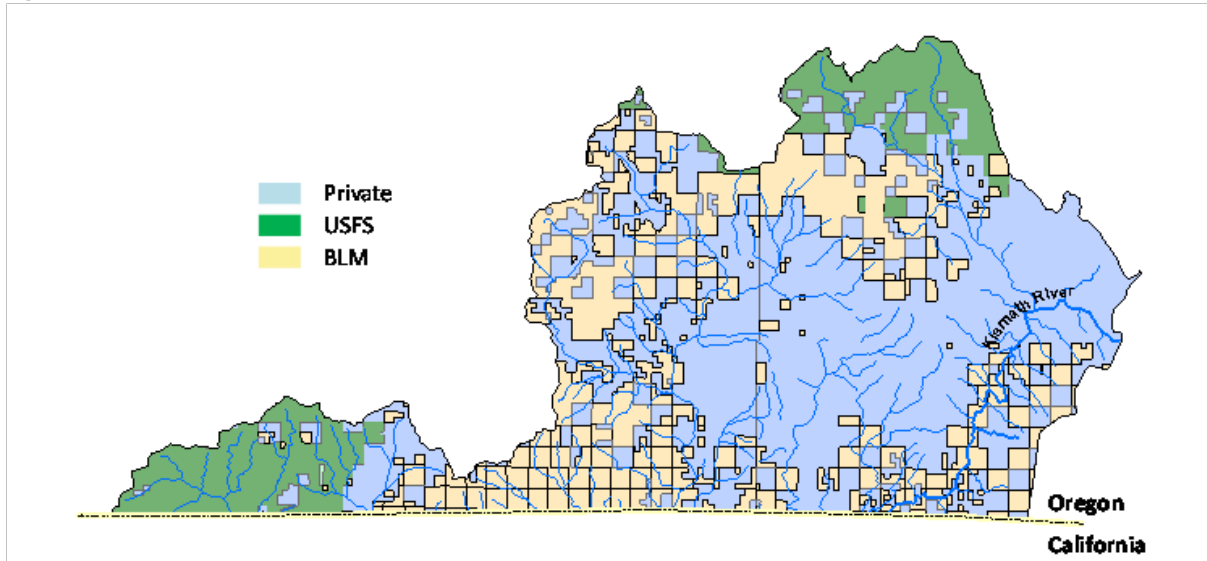 Private
USFS
BLM
Klamath River
Oregon
California